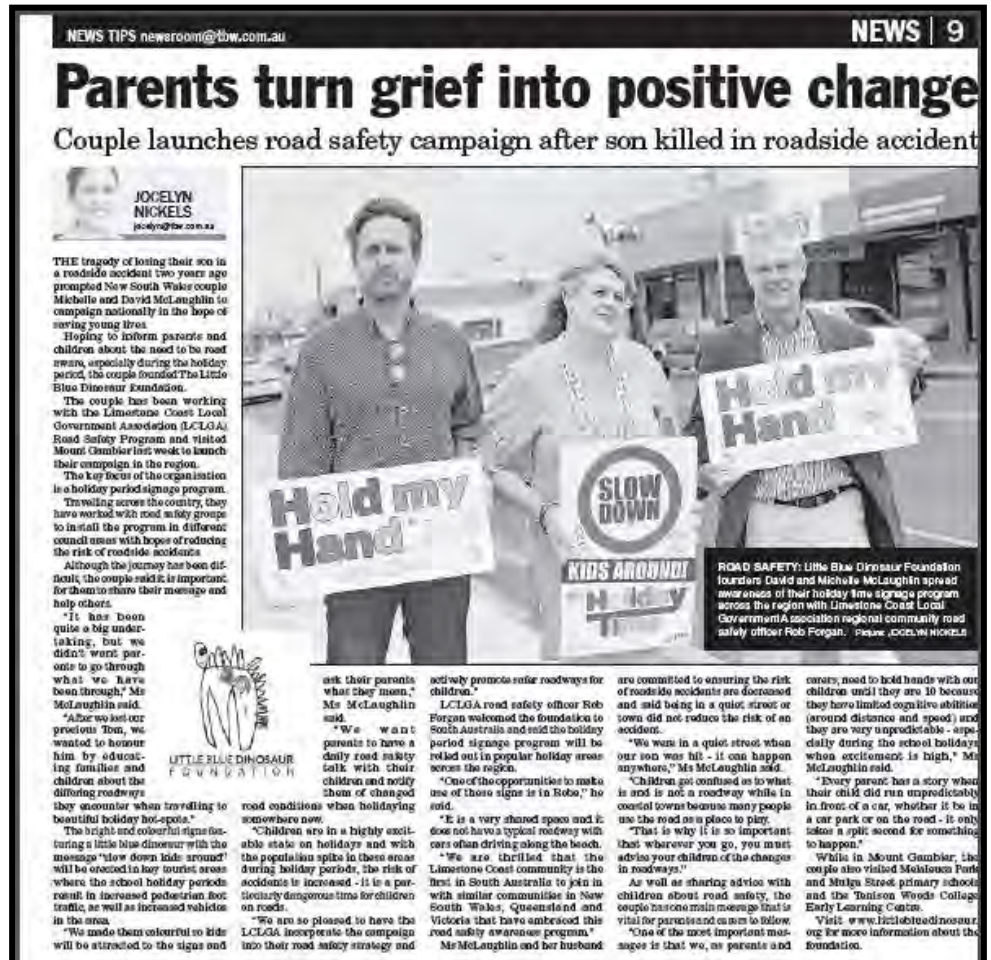 NEWS TIPS newsroom@tbw.com.au
NEWS | 9
Parents turn grief into positive change
Couple launches road safety campaign after son killed in roadside accident
JOCELYN
NICKELS
jocelyn@tbw.com.au
THE tragedy of losing their son in
a roadside accident two years ago
prompted New South Wales couple
Michelle and David McLaughlin to
campaign nationally in the hope of
saving young lives.
Hoping to inform parents and
children about the need to be road
aware, especially during the holiday
period, the couple founded The Little
Blue Dinosaur foundation.
The couple has been working
with the Limestone Coast Local
Government Association (LCLGA)
Road Safety Program and visited
Mount Gambier last week to launch
their campaign in the region.
The key focus of the organisation
is a holiday period signage program.
Travelling across the country, they
have worked with road safety groups
to install the program in different
council areas with hopes of reducing
the risk of roadside accidents.
Although the journey has been dif-
ficult, the couple said it is important
for them to share their message and
help others.
"It has been
quite a big under-
taking, but we
didn't want par-
ents to go through
what we have
been through," Ms
McLaughlin said.
"After we lost our
precious Tom, we
wanted to honour
him by educat-
ing families and
children about the
differing roadways
they encounter when travelling to
beautiful holiday hot-spots."
The bright and colourful signs fea-
turing a little blue dinosaur with the
message "slow down kids around"
will be erected in key tourist areas
where the school holiday periods
result in increased pedestrian foot
traffic, as well as increased vehicles
in the area.
"We made them colourful so kids
will be attracted to the signs and
LITTLE BLUE DINOSAUR
FOUNDATION
ask their parents
what they mean,"
Ms McLaughlin
said.
"We want
parents to have a
daily road safety
talk with their
children and notify
them of changed
road conditions when holidaying
somewhere new.
"Children are in a highly excit-
able state on holidays and with
the population spike in these areas
during holiday periods, the risk of
accidents is increased - it is a par-
ticularly dangerous time for children
on roads.
"We are so pleased to have the
LCLGA incorporate the campaign
into their road safety strategy and
actively promote safer roadways for
children."
LCLGA road safety officer Rob
Forgan welcomed the foundation to
South Australia and said the holiday
period signage program will be
rolled out in popular holiday areas
across the region.
"One of the opportunities to make
use of these signs is in Robe," he
said.
"It is a very shared space and it
does not have a typical roadway with
cars often driving along the beach.
"We are thrilled that the
Limestone Coast community is the
first in South Australia to join in
with similar communities in New
South Wales, Queensland and
Victoria that have embraced this
road safety awareness program."
Ms McLaughlin and her husband
are committed to ensuring the risk
of roadside accidents are decreased
and said being in a quiet street or
town did not reduce the risk of an
accident.
"We were in a quiet street when
our son was hit - it can happen
anywhere," Ms McLaughlin said.
"Children get confused as to what
is and is not a roadway while in
coastal towns because many people
use the road as a place to play.
"That is why it is so important
that wherever you go, you must
advise your children of the changes
in roadways."
As well as sharing advice with
children about road safety, the
couple has one main message that is
vital for parents and carers to follow.
"One of the most important mes-
sages is that we, as parents and
carers, need to hold hands with our
children until they are 10 because
they have limited cognitive abilities
(around distance and speed) and
they are very unpredictable - espe-
cially during the school holidays
when excitement is high," Ms
McLaughlin said.
"Every parent has a story when
their child did run unpredictably
in front of a car, whether it be in
a car park or on the road - it only
takes a split second for something
to happen."
While in Mount Gambier, the
couple also visited Melaleuca Park
and Mulga Street primary schools
and the Tenison Woods College
Early Learning Centre.
Visit www.littlebluedinosaur.
org for more information about the
foundation.
Hold my
Hand
SLOW
DOWN
KIDS AROUND!
Holiday
Time
Hold my
Hand
ROAD SAFETY: Little Blue Dinosaur Foundation
founders David and Michelle McLaughlin spread
awareness of their holiday time signage program
across the region with Limestone Coast Local
Government Association regional community road
safety officer Rob Forgan. Picture: JOCELYN NICKELS